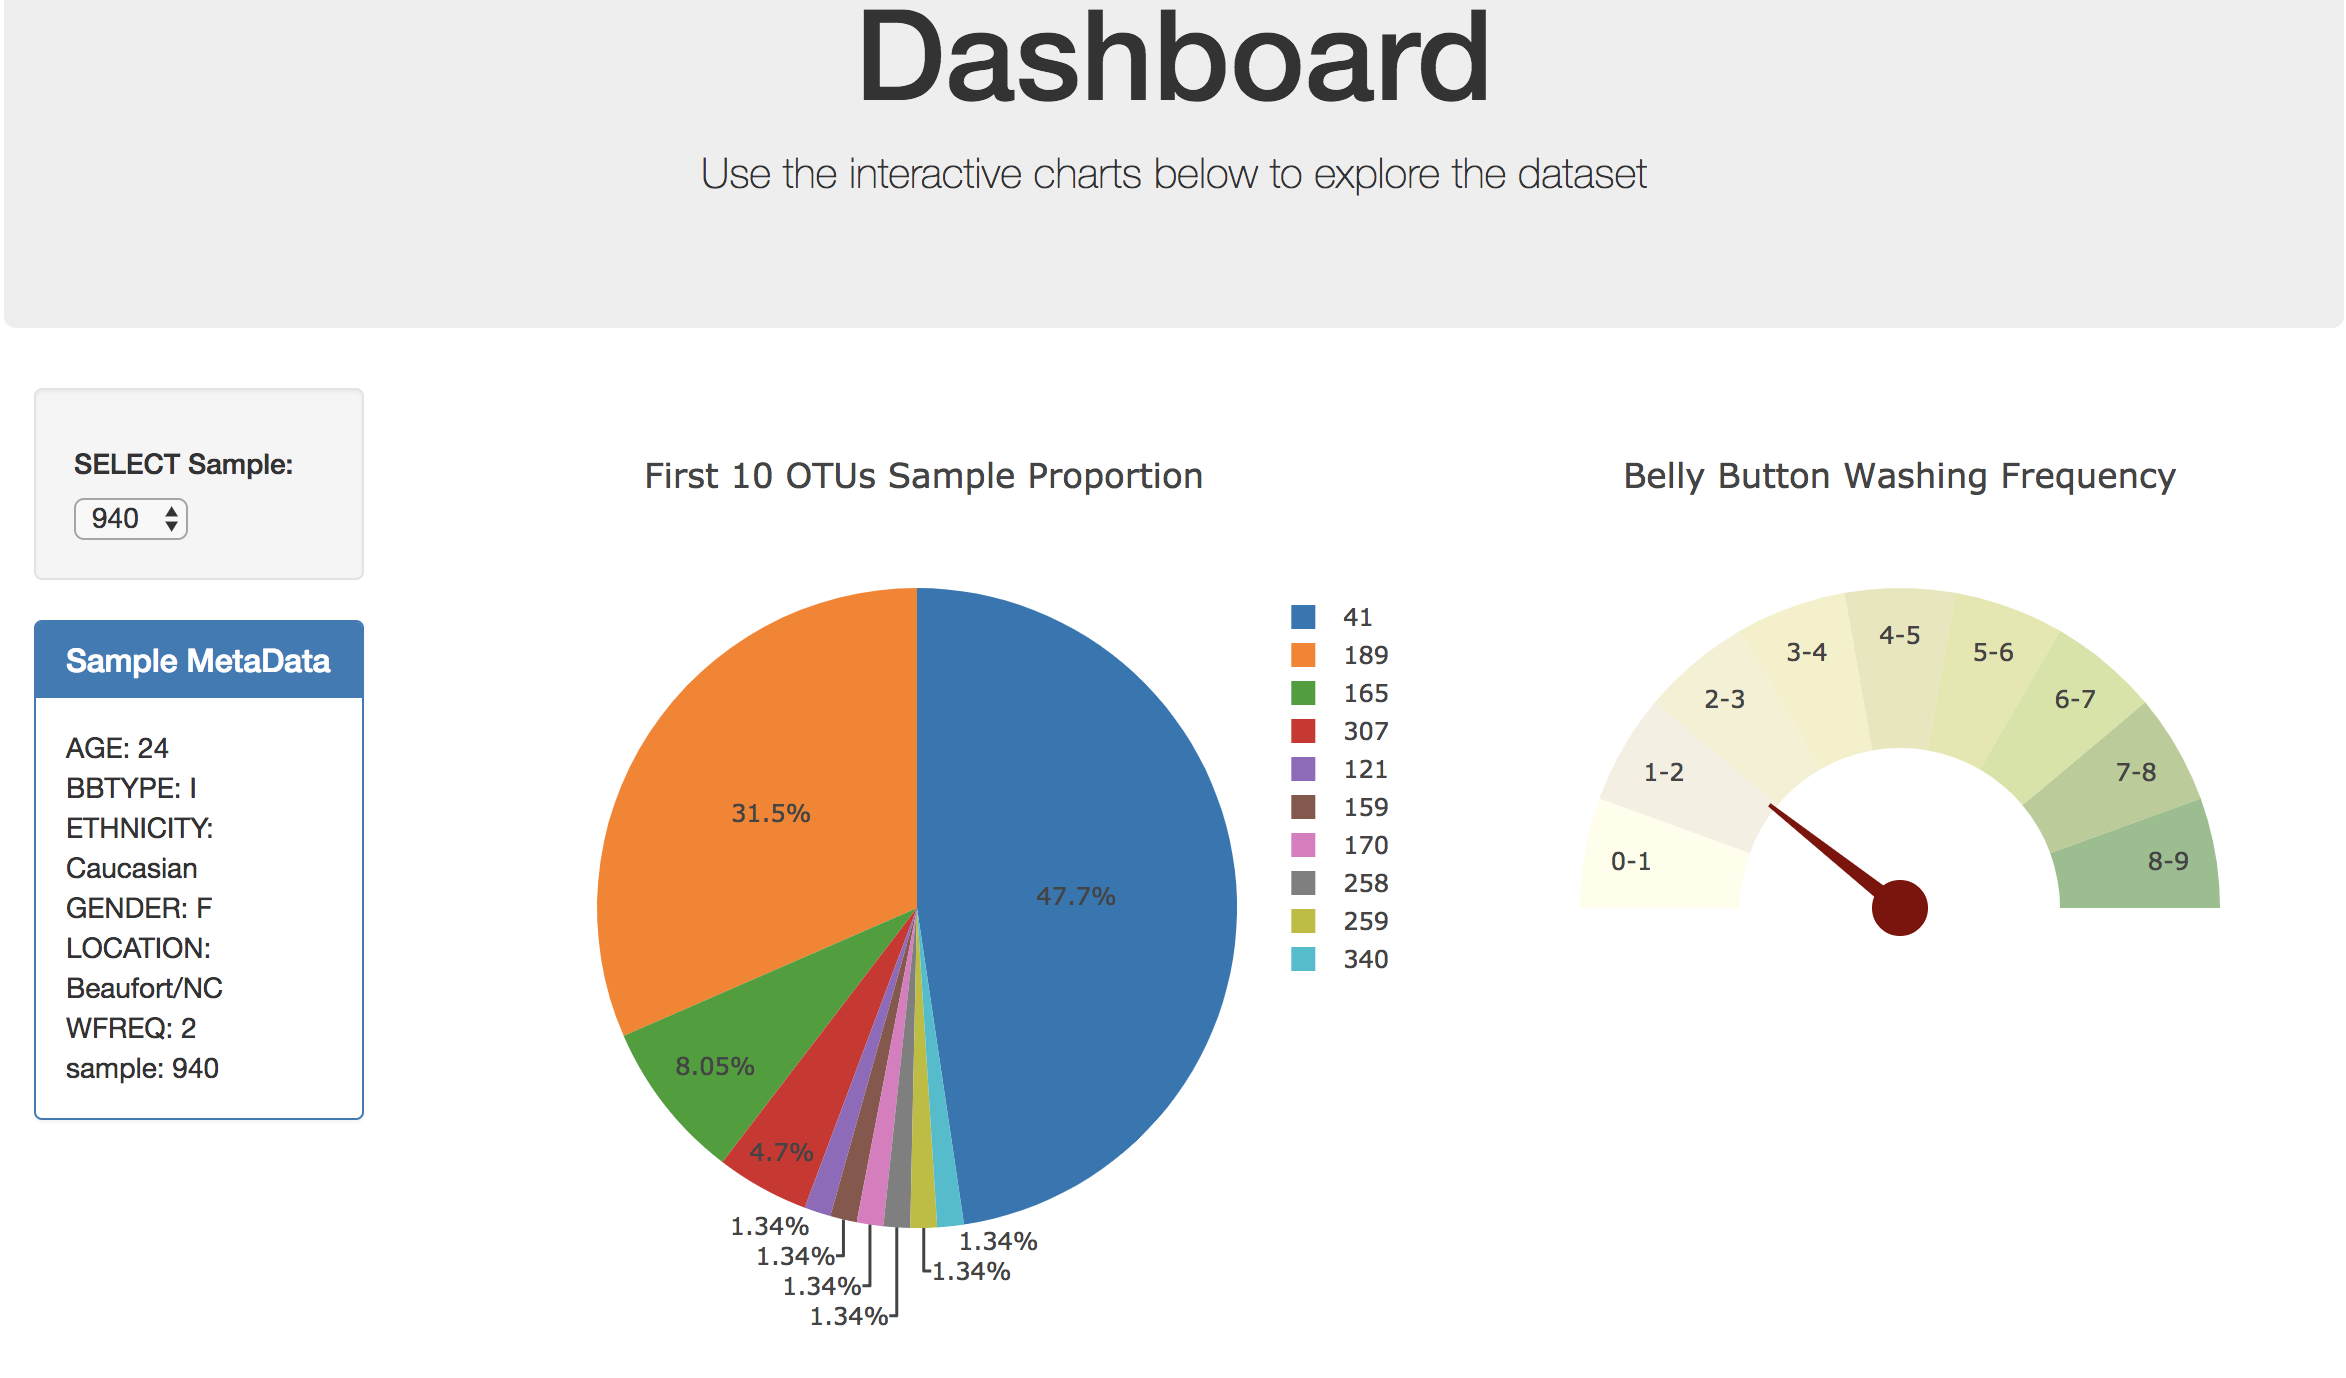 Dashboard
Use the interactive charts below to explore the dataset
SELECT Sample:
940
Sample MetaData
AGE: 24
BBTYPE: I
ETHNICITY:
Caucasian
GENDER: F
LOCATION:
Beaufort/NC
WFREQ: 2
sample: 940
First 10 OTUs Sample Proportion
47.7%
31.5%
8.05%
4.7%
1.34%
1.34%
1.34%
1.34%
1.34%
1.34%
41
189
165
307
121
159
170
258
259
340
Belly Button Washing Frequency
0-1
1-2
2-3
3-4
4-5
5-6
6-7
7-8
8-9